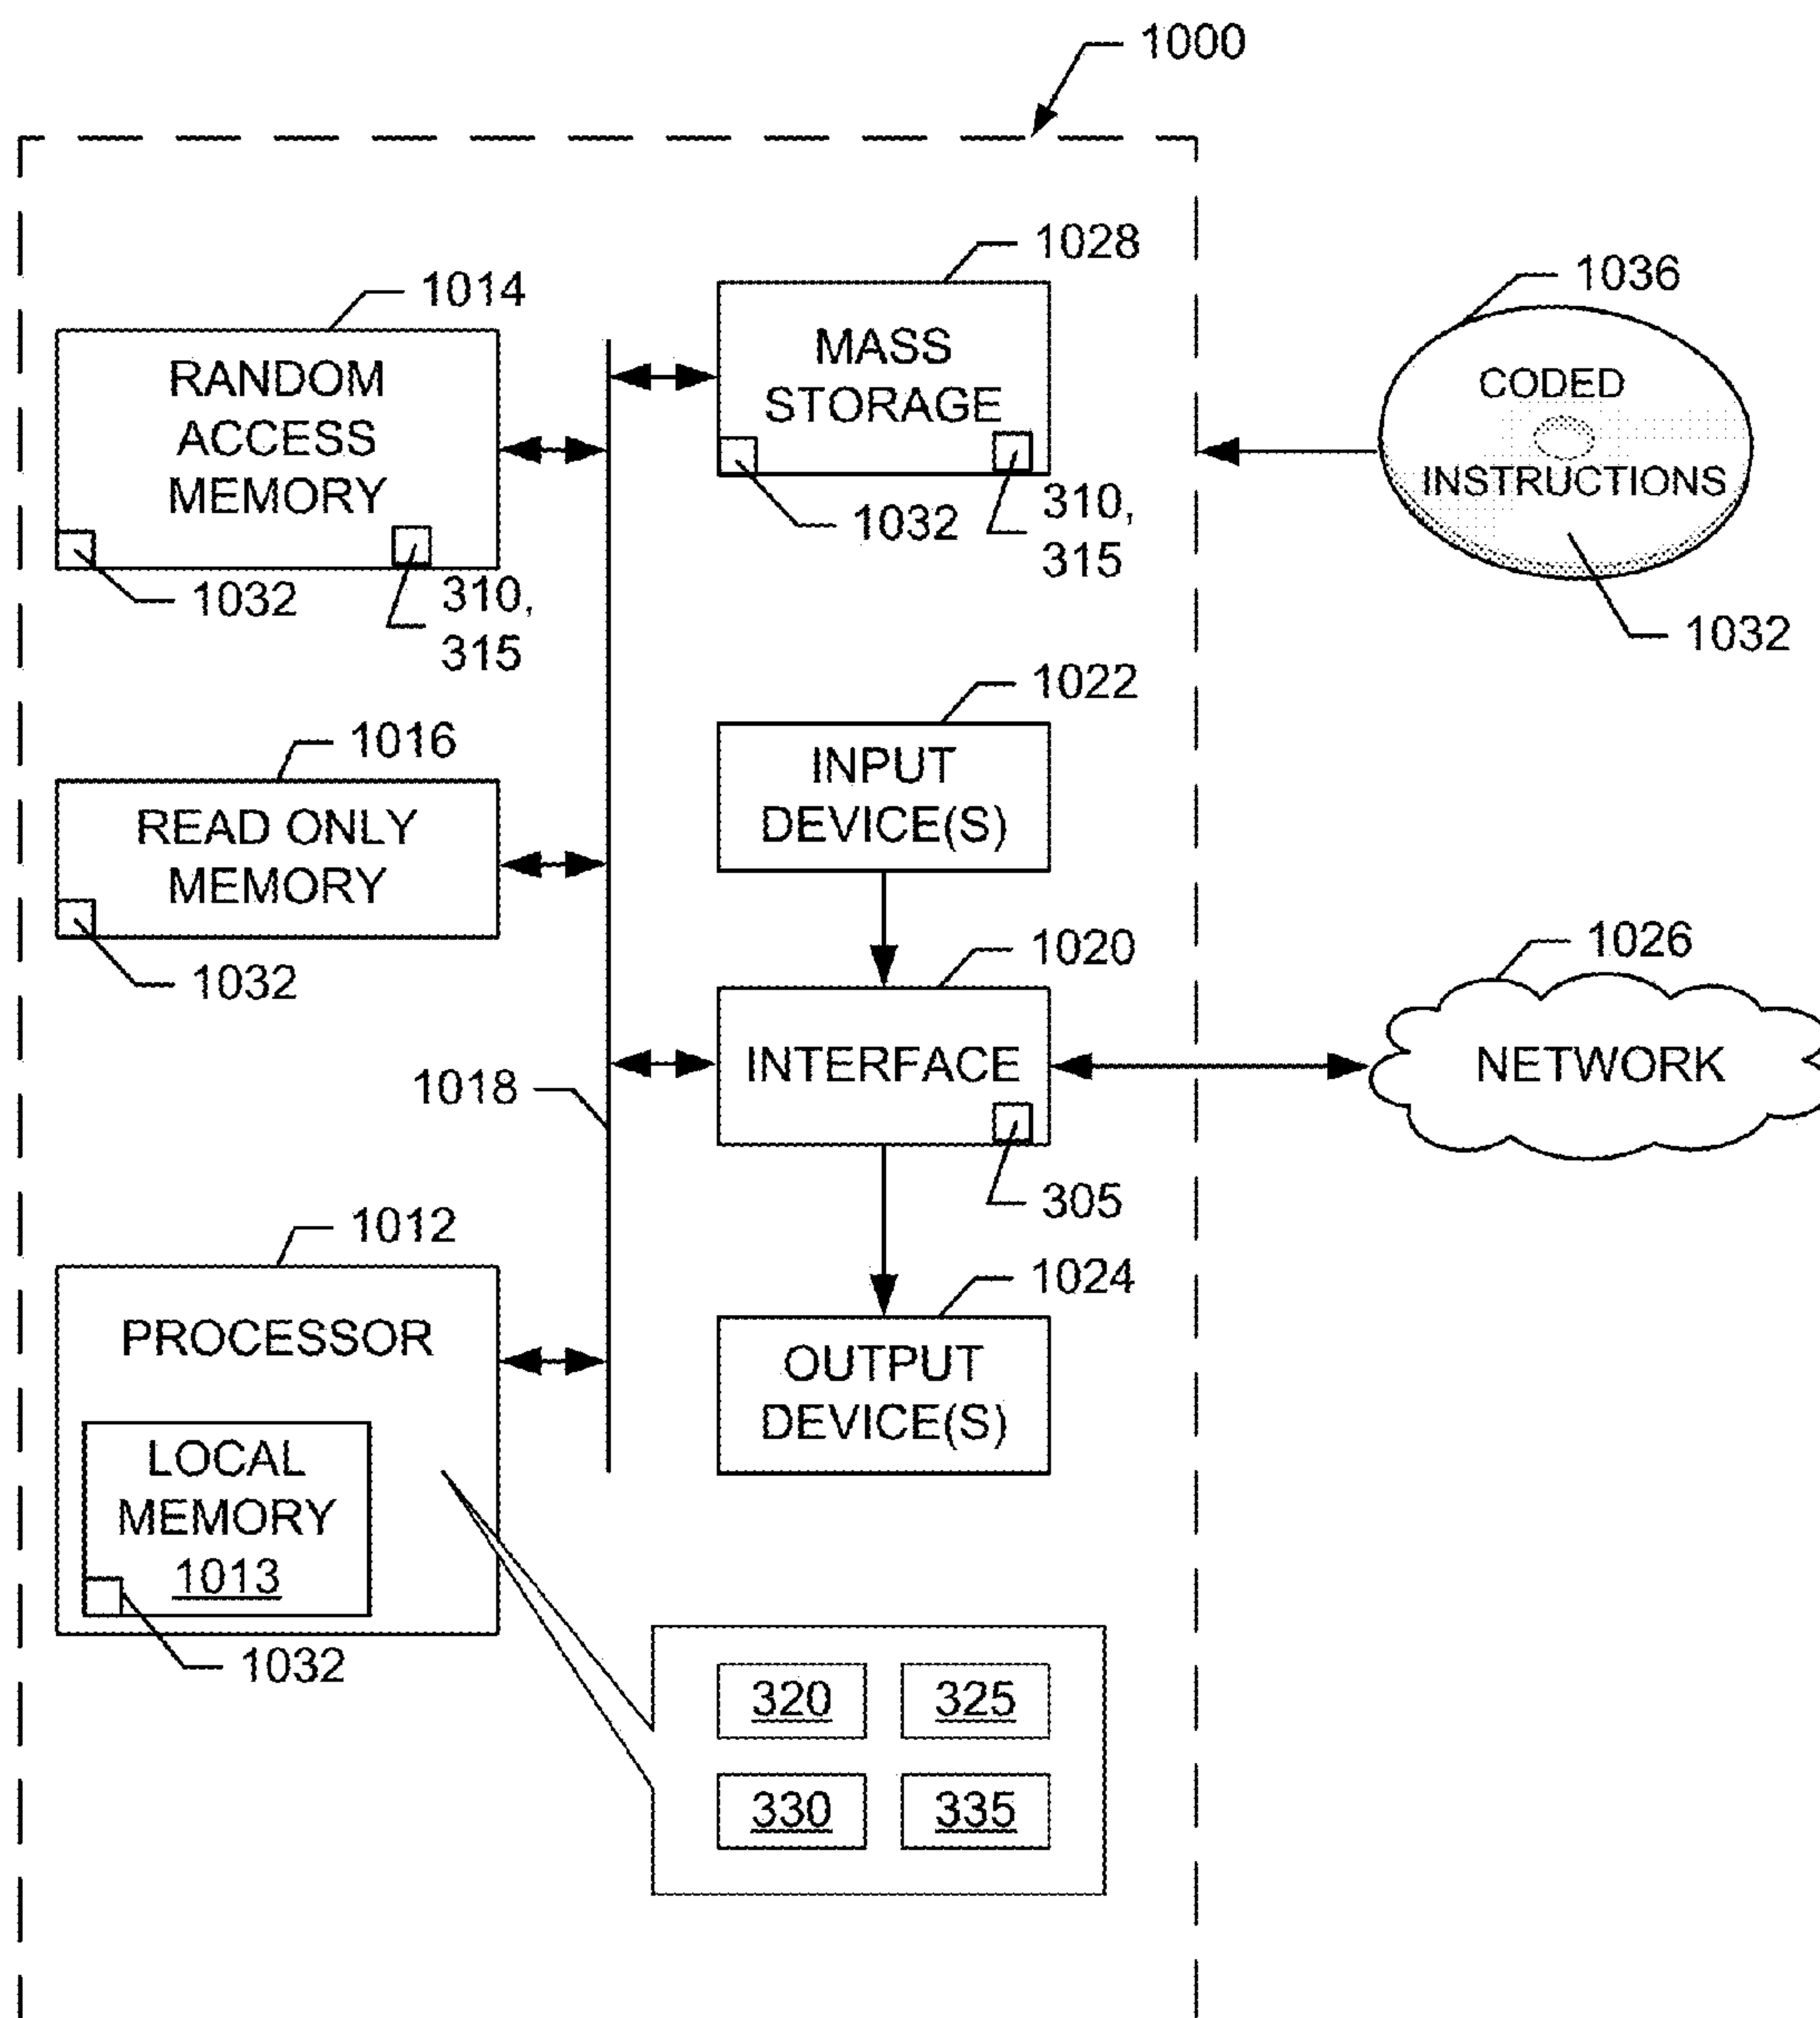 1000
1028
1014
1036
RANDOM
ACCESS
MEMORY
MASS
STORAGE
CODED
INSTRUCTIONS
1032
310,
315
1032
310,
315
1032
1022
1016
INPUT
DEVICE(S)
READ ONLY
MEMORY
1032
1020
1026
INTERFACE
NETWORK
1018
305
1012
1024
PROCESSOR
OUTPUT
DEVICE(S)
LOCAL
MEMORY
1013
1032
320
325
330
335